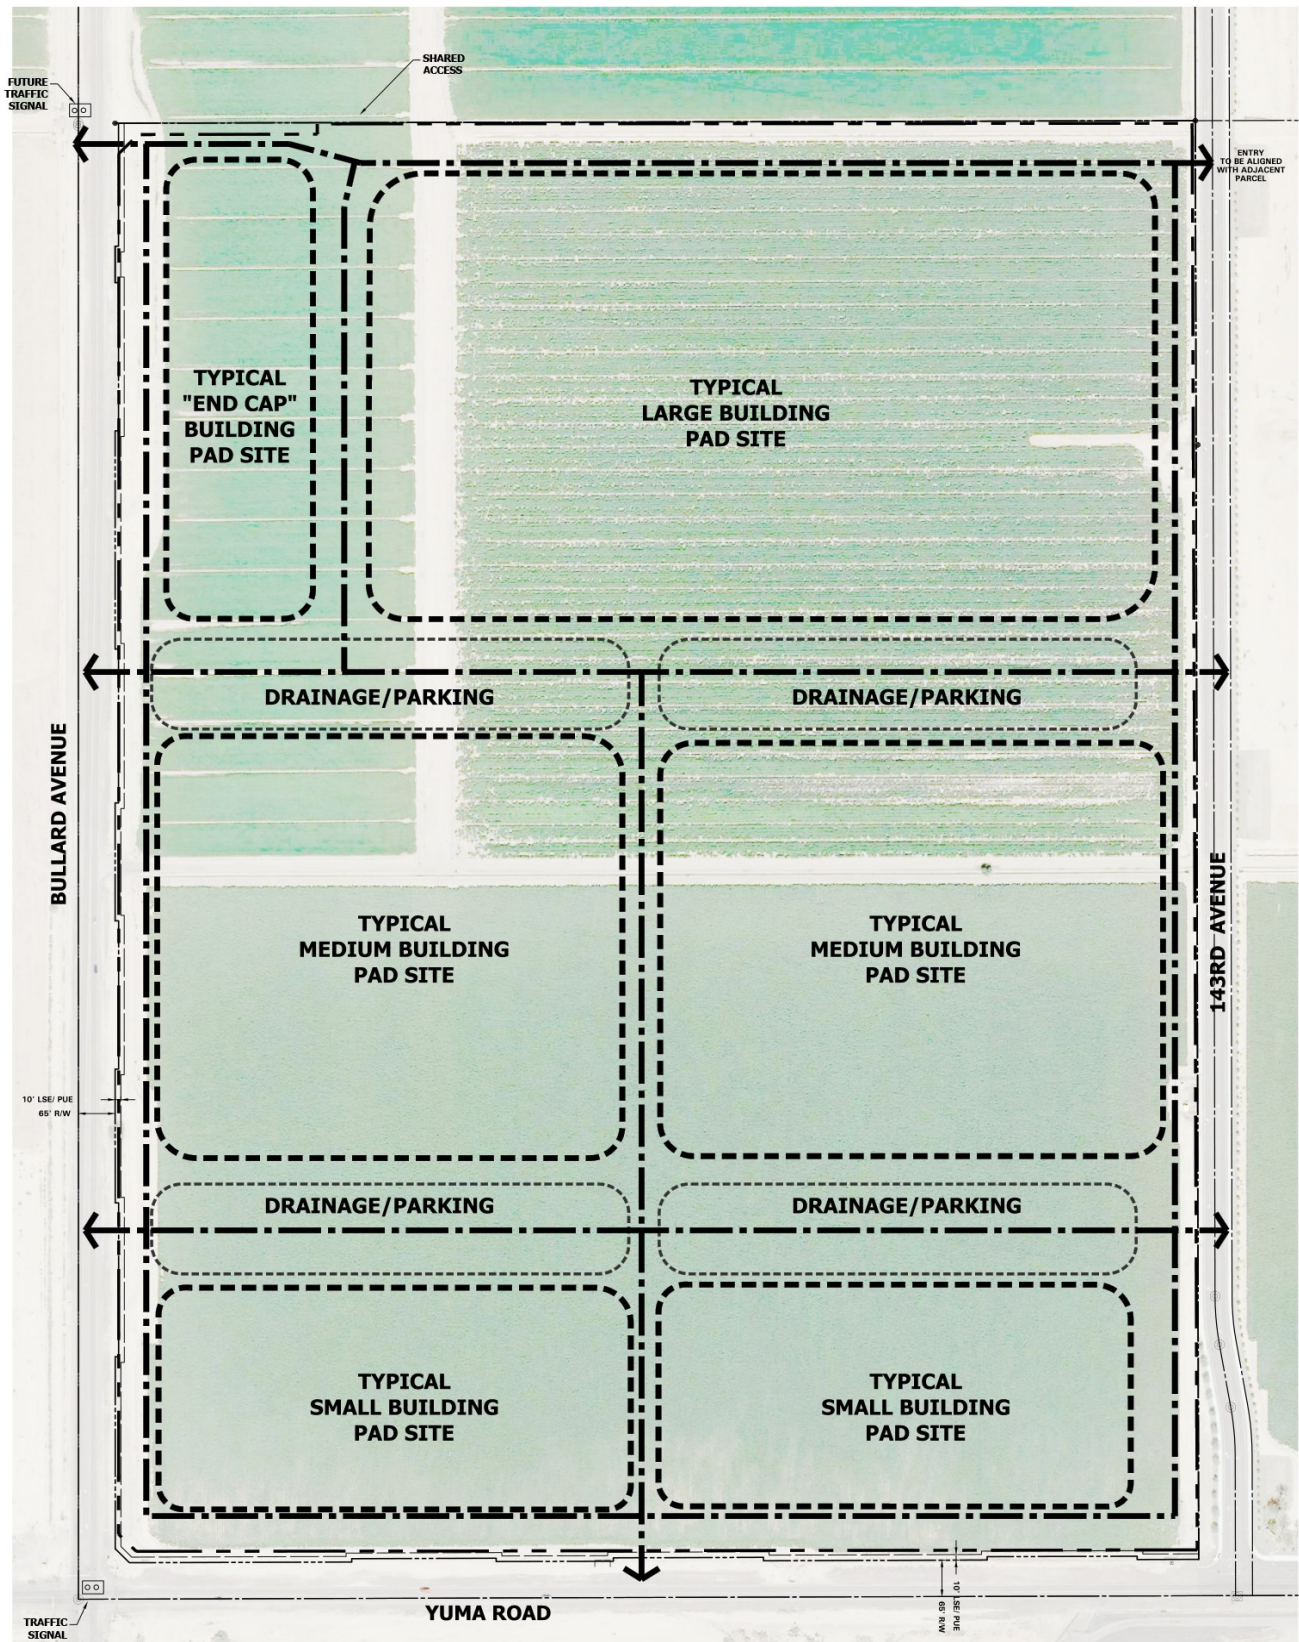 SHARED
ACCESS
FUTURE
TRAFFIC
SIGNAL
ENTRY
TO BE ALIGNED
WITH ADJACENT
PARCEL
TYPICAL
"END CAP"
BUILDING
PAD SITE
TYPICAL
LARGE BUILDING
PAD SITE
DRAINAGE/PARKING
DRAINAGE/PARKING
BULLARD AVENUE
143RD AVENUE
TYPICAL
MEDIUM BUILDING
PAD SITE
TYPICAL
MEDIUM BUILDING
PAD SITE
10' LSE/ PUE
65' R/W
DRAINAGE/PARKING
DRAINAGE/PARKING
TYPICAL
SMALL BUILDING
PAD SITE
TYPICAL
SMALL BUILDING
PAD SITE
10' LSE/ PUE
65' R/W
YUMA ROAD
TRAFFIC
SIGNAL